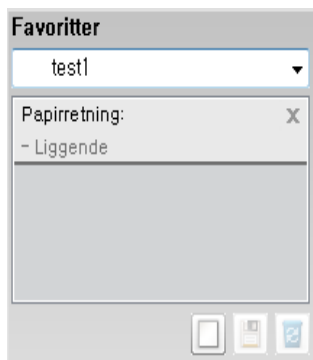 Favoritter
test1
Papirretning:
X
- Liggende